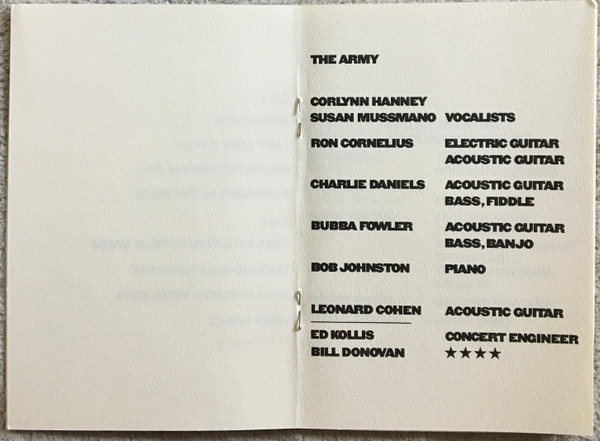 THE ARMY
CORLYNN HANNEY
SUSAN MUSSMANO VOCALISTS
RON CORNELIUS ELECTRIC GUITAR
ACOUSTIC GUITAR
CHARLIE DANIELS ACOUSTIC GUITAR
BASS, FIDDLE
BUBBA FOWLER ACOUSTIC GUITAR
BASS, BANJO
BOB JOHNSTON PIANO
LEONARD COHEN ACOUSTIC GUITAR
ED KOLLIS CONCERT ENGINEER
BILL DONOVAN ★★★★